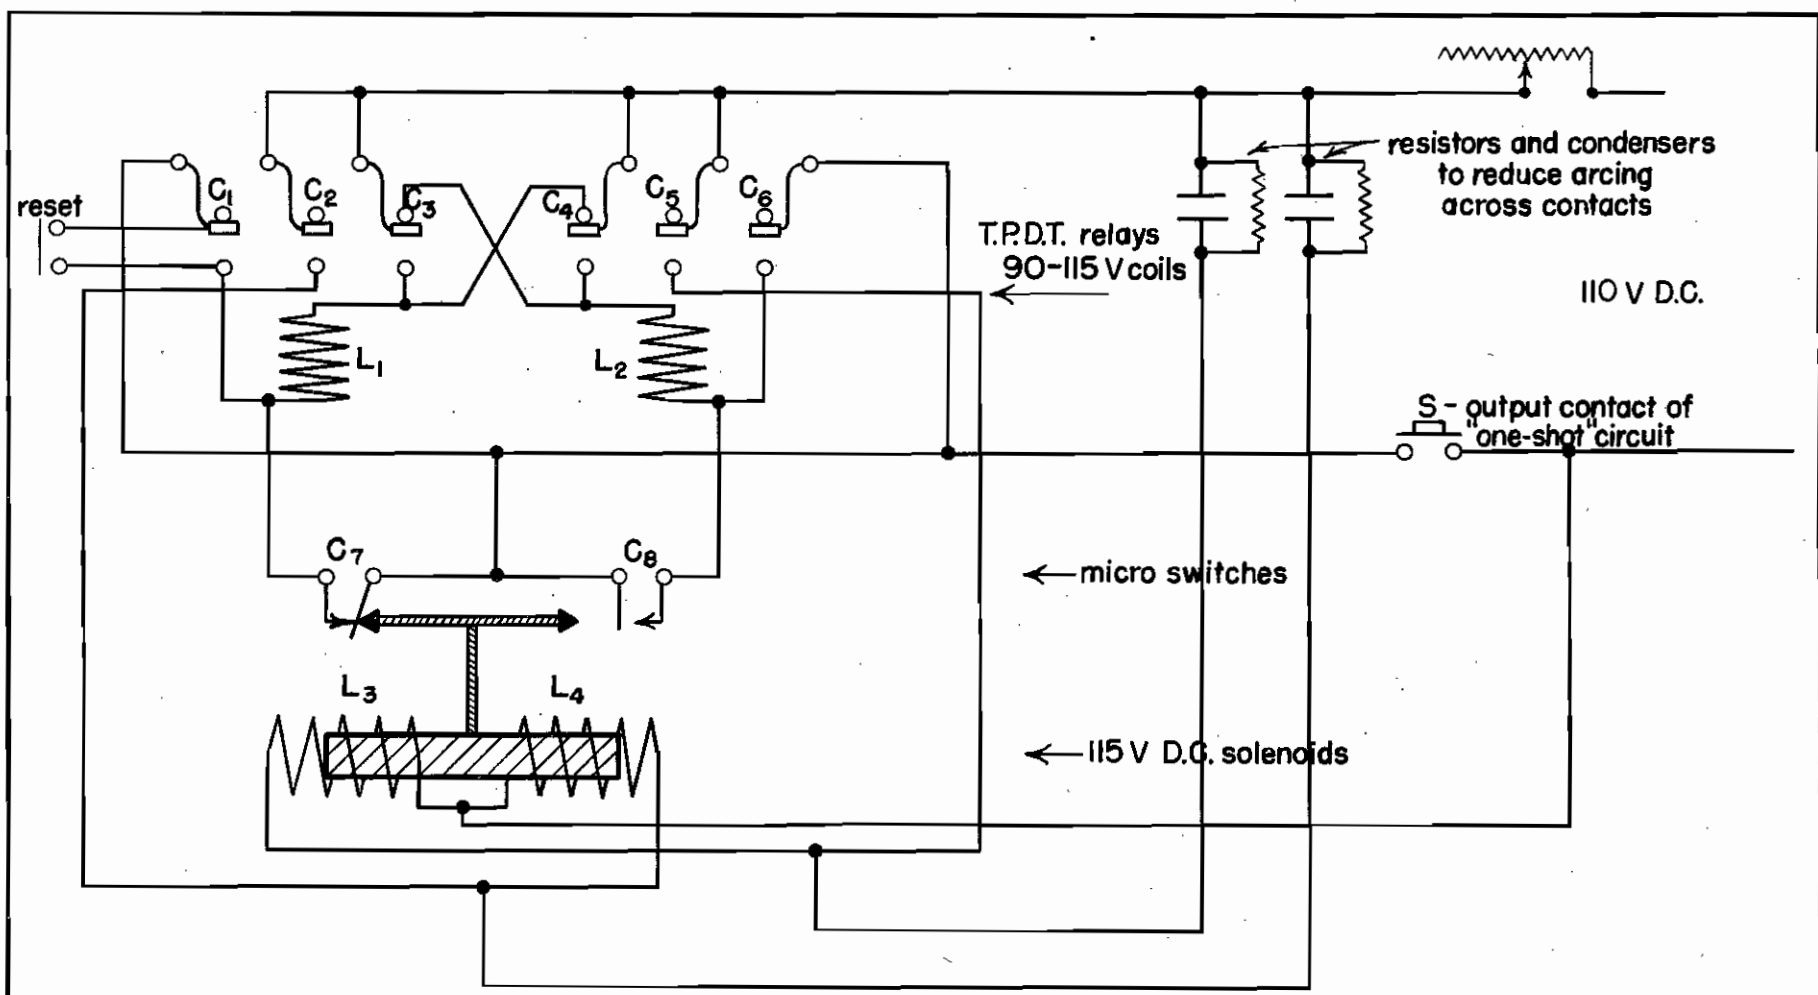 resistors and condensers
to reduce arcing
across contacts
C1
C2
C3
C4
C5
C6
reset
T.P.D.T. relays
90-115 V coils
110 V D.C.
L1
L2
S - output contact of
"one-shot" circuit
C7
C8
micro switches
L3
L4
115 V D.C. solenoids